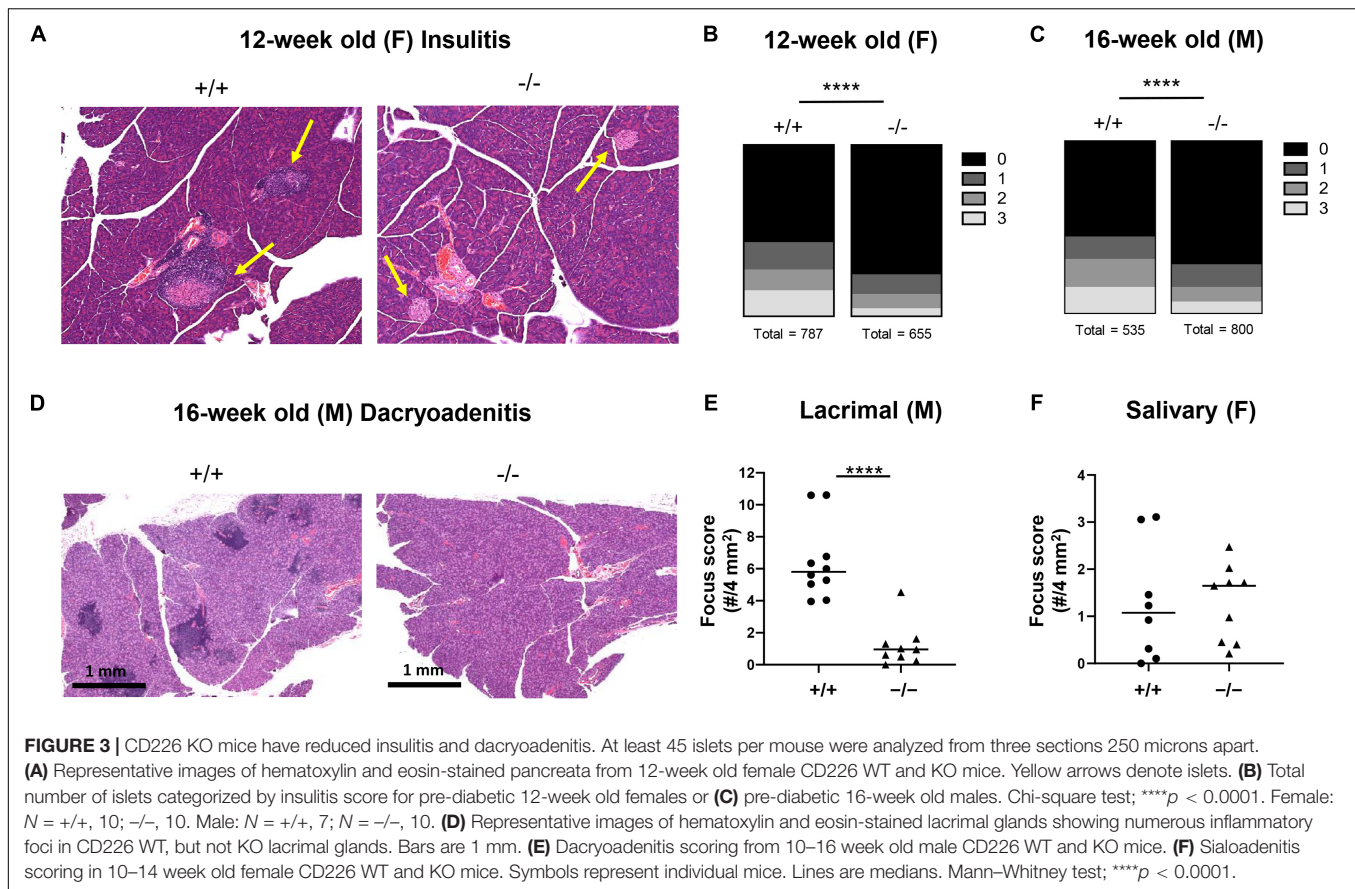 A
12-week old (F) Insulitis
+/+
-/-
B
12-week old (F)
****
+/+
-/-
0
1
2
3
Total = 787
Total = 655
C
16-week old (M)
****
+/+
-/-
0
1
2
3
Total = 535
Total = 800
D
16-week old (M) Dacryoadenitis
+/+
-/-
1 mm
1 mm
E
Lacrimal (M)
****
Focus score
(#/4 mm²)
12
10
8
6
4
2
0
+/+
−/−
F
Salivary (F)
Focus score
(#/4 mm²)
4
3
2
1
0
+/+
−/−
FIGURE 3 | CD226 KO mice have reduced insulitis and dacryoadenitis. At least 45 islets per mouse were analyzed from three sections 250 microns apart.
(A) Representative images of hematoxylin and eosin-stained pancreata from 12-week old female CD226 WT and KO mice. Yellow arrows denote islets. (B) Total
number of islets categorized by insulitis score for pre-diabetic 12-week old females or (C) pre-diabetic 16-week old males. Chi-square test; ****p < 0.0001. Female:
N = +/+, 10; −/−, 10. Male: N = +/+, 7; N = −/−, 10. (D) Representative images of hematoxylin and eosin-stained lacrimal glands showing numerous inflammatory
foci in CD226 WT, but not KO lacrimal glands. Bars are 1 mm. (E) Dacryoadenitis scoring from 10–16 week old male CD226 WT and KO mice. (F) Sialoadenitis
scoring in 10–14 week old female CD226 WT and KO mice. Symbols represent individual mice. Lines are medians. Mann–Whitney test; ****p < 0.0001.